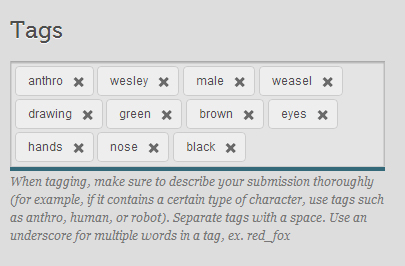 Tags
anthro × wesley × male × weasel ×
drawing × green × brown × eyes ×
hands × nose × black ×
When tagging, make sure to describe your submission thoroughly
(for example, if it contains a certain type of character, use tags such
as anthro, human, or robot). Separate tags with a space. Use an
underscore for multiple words in a tag, ex. red_fox